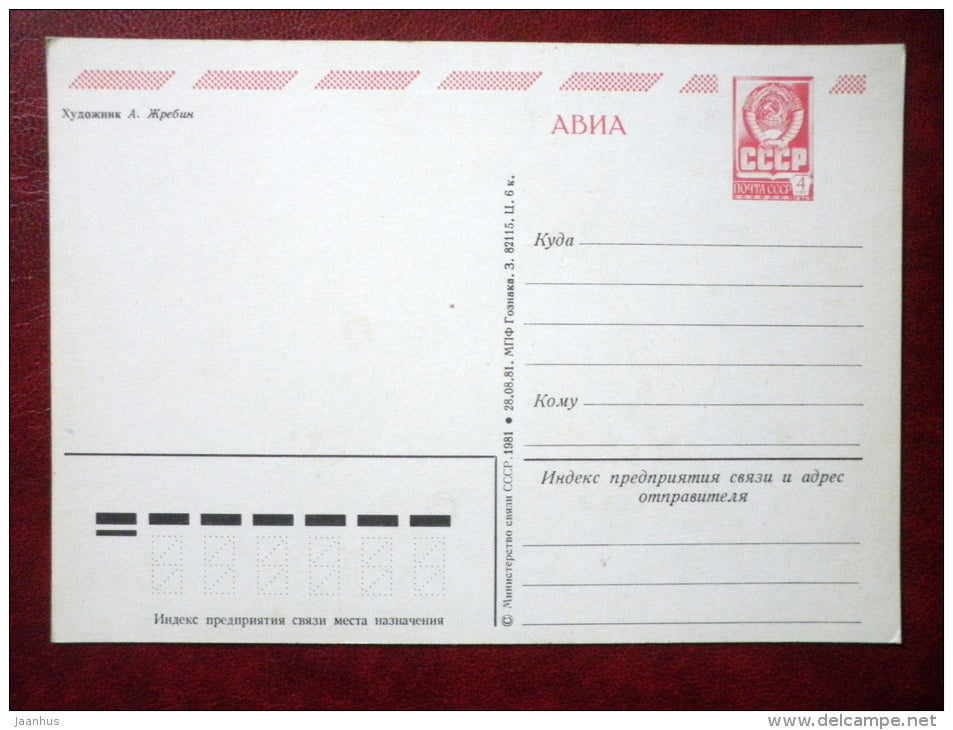 Художник А. Жребин
АВИА
СССР
ПОЧТА СССР
4
1976
Куда
Кому
Индекс предприятия связи и адрес
отправителя
© Министерство связи СССР. 1981 ● 28.08.81. МПФ Гознака. З. 82115. Ц. 6 к.
Индекс предприятия связи места назначения
Jaanhus
www.delcampe.net